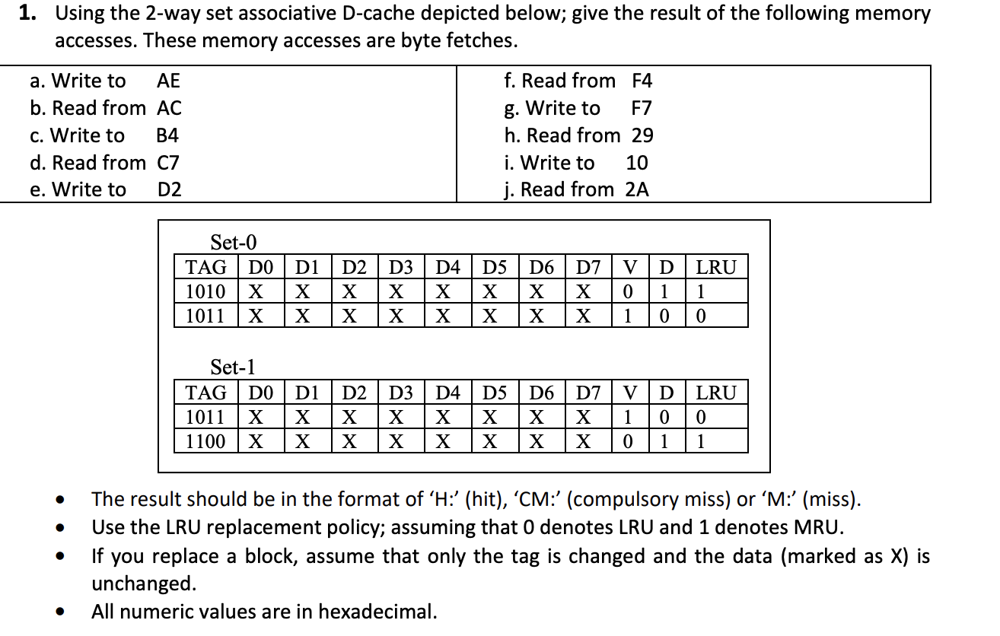 1. Using the 2-way set associative D-cache depicted below; give the result of the following memory
accesses. These memory accesses are byte fetches.
a. Write to AE
b. Read from AC
c. Write to B4
d. Read from C7
e. Write to D2
f. Read from F4
g. Write to F7
h. Read from 29
i. Write to 10
j. Read from 2A
Set-0
TAG D0 D1 D2 D3 D4 D5 D6 D7 V D LRU
1010 X X X X X X X X 0 1 1
1011 X X X X X X X X 1 0 0
Set-1
TAG D0 D1 D2 D3 D4 D5 D6 D7 V D LRU
1011 X X X X X X X X 1 0 0
1100 X X X X X X X X 0 1 1
• The result should be in the format of ‘H:’ (hit), ‘CM:’ (compulsory miss) or ‘M:’ (miss).
• Use the LRU replacement policy; assuming that 0 denotes LRU and 1 denotes MRU.
• If you replace a block, assume that only the tag is changed and the data (marked as X) is
unchanged.
• All numeric values are in hexadecimal.